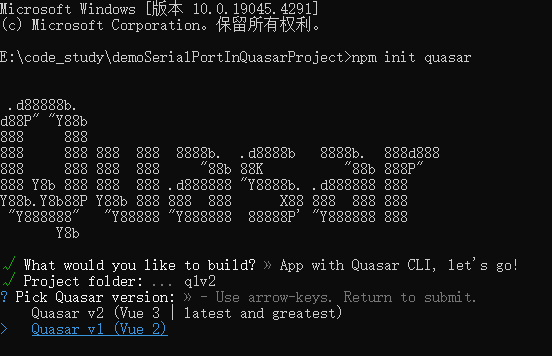 Microsoft Windows [版本 10.0.19045.4291]
(c) Microsoft Corporation。保留所有权利。
E:\code_study\demoSerialPortInQuasarProject>npm init quasar
 .d88888b.
d88P" "Y88b
888     888
888     888 888  888  8888b.  .d8888b   8888b.  888d888
888     888 888  888     "88b 88K          "88b 888P"
888 Y8b 888 888  888 .d888888 "Y8888b. .d888888 888
Y88b.Y8b88P Y88b 888 888  888      X88 888  888 888
 "Y888888"   "Y88888 "Y888888  88888P' "Y888888 888
       Y8b
√ What would you like to build? » App with Quasar CLI, let's go!
√ Project folder: ... q1v2
? Pick Quasar version: » - Use arrow-keys. Return to submit.
    Quasar v2 (Vue 3 | latest and greatest)
>   Quasar v1 (Vue 2)